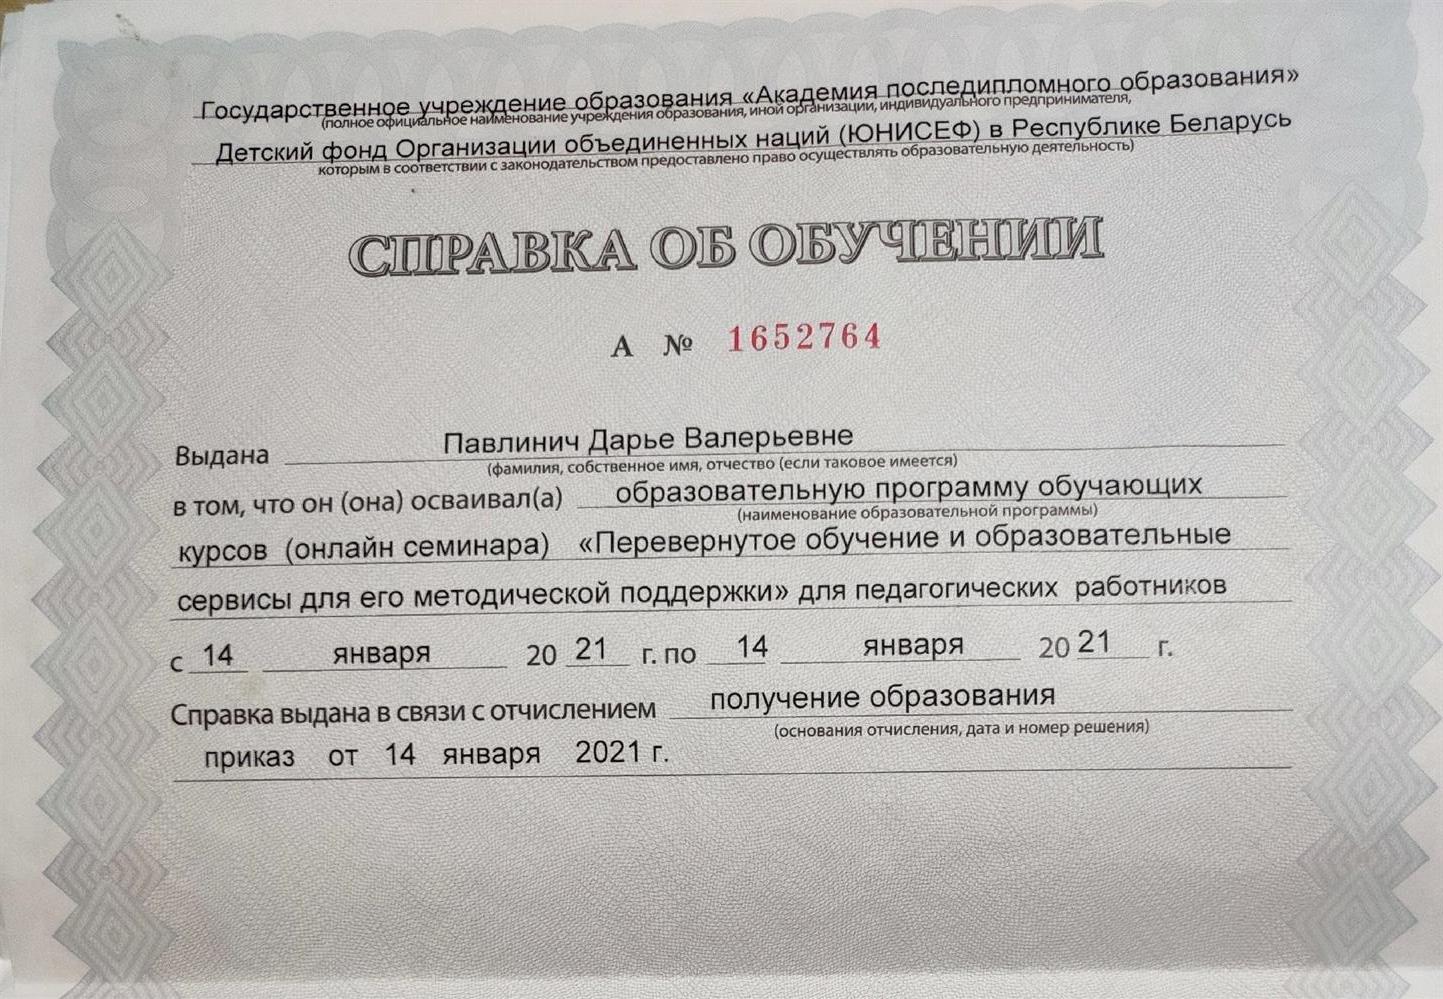 Государственное учреждение образования «Академия последипломного образования»
(полное официальное наименование учреждения образования, иной организации, индивидуального предпринимателя,
Детский фонд Организации объединенных наций (ЮНИСЕФ) в Республике Беларусь
которым в соответствии с законодательством предоставлено право осуществлять образовательную деятельность)
СПРАВКА ОБ ОБУЧЕНИИ
А № 1652764
Выдана Павлинич Дарье Валерьевне
(фамилия, собственное имя, отчество (если таковое имеется)
в том, что он (она) осваивал(а) образовательную программу обучающих
(наименование образовательной программы)
курсов (онлайн семинара) «Перевернутое обучение и образовательные
сервисы для его методической поддержки» для педагогических работников
с 14 января 20 21 г. по 14 января 20 21 г.
Справка выдана в связи с отчислением получение образования
(основания отчисления, дата и номер решения)
приказ от 14 января 2021 г.